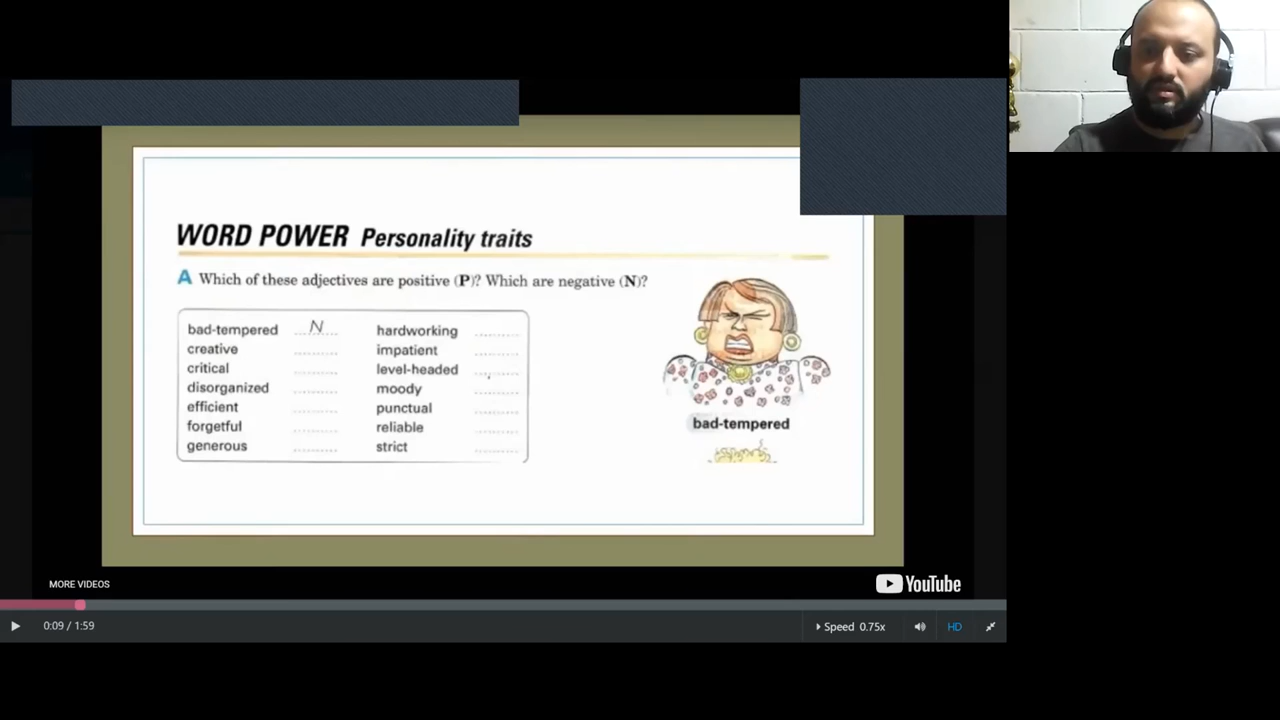 WORD POWER Personality traits
A Which of these adjectives are positive (P)? Which are negative (N)?
bad-tempered N
creative
critical
disorganized
efficient
forgetful
generous
hardworking
impatient
level-headed
moody
punctual
reliable
strict
bad-tempered
MORE VIDEOS
YouTube
0:09 / 1:59
Speed 0.75x
HD